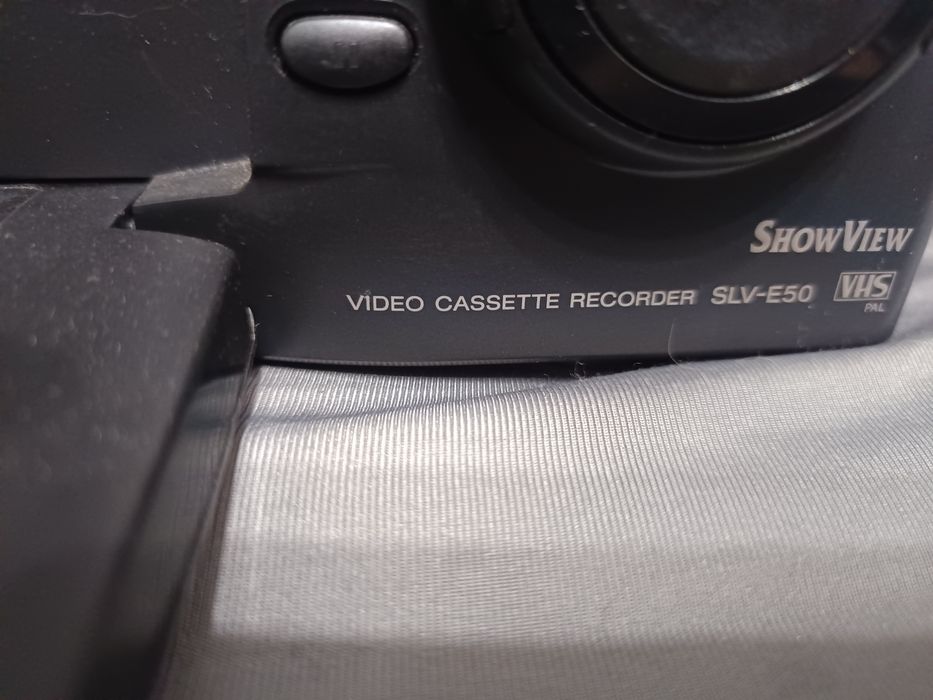 SHOWVIEW
VIDEO CASSETTE RECORDER SLV-E50 VHS
PAL